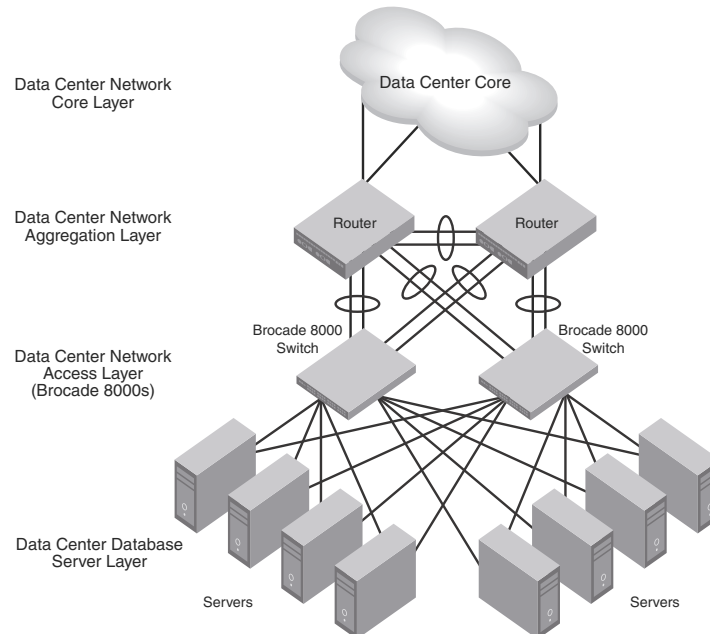 Data Center Network
Core Layer
Data Center Core
Data Center Network
Aggregation Layer
Router
Router
Brocade 8000
Switch
Brocade 8000
Switch
Data Center Network
Access Layer
(Brocade 8000s)
Data Center Database
Server Layer
Servers
Servers